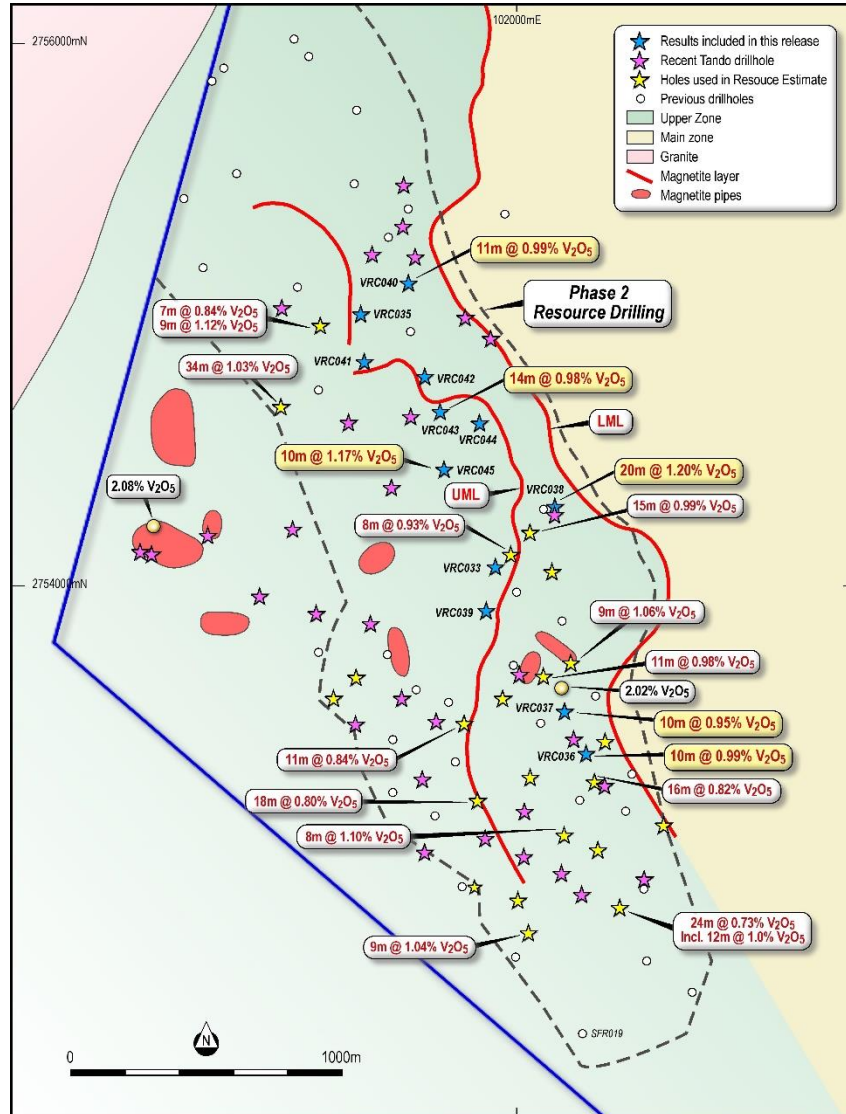 2756000mN
102000mE
Results included in this release
Recent Tando drillhole
Holes used in Resouce Estimate
Previous drillholes
Upper Zone
Main zone
Granite
Magnetite layer
Magnetite pipes
11m @ 0.99% V2O5
VRC040
Phase 2
Resource Drilling
7m @ 0.84% V2O5
9m @ 1.12% V2O5
VRC035
34m @ 1.03% V2O5
VRC041
VRC042
14m @ 0.98% V2O5
VRC043
VRC044
LML
10m @ 1.17% V2O5
VRC045
UML
VRC038
20m @ 1.20% V2O5
2.08% V2O5
15m @ 0.99% V2O5
8m @ 0.93% V2O5
VRC033
2754000mN
VRC039
9m @ 1.06% V2O5
11m @ 0.98% V2O5
2.02% V2O5
VRC037
10m @ 0.95% V2O5
VRC036
10m @ 0.99% V2O5
11m @ 0.84% V2O5
16m @ 0.82% V2O5
18m @ 0.80% V2O5
8m @ 1.10% V2O5
24m @ 0.73% V2O5
Incl. 12m @ 1.0% V2O5
9m @ 1.04% V2O5
SFR019
N
0
1000m